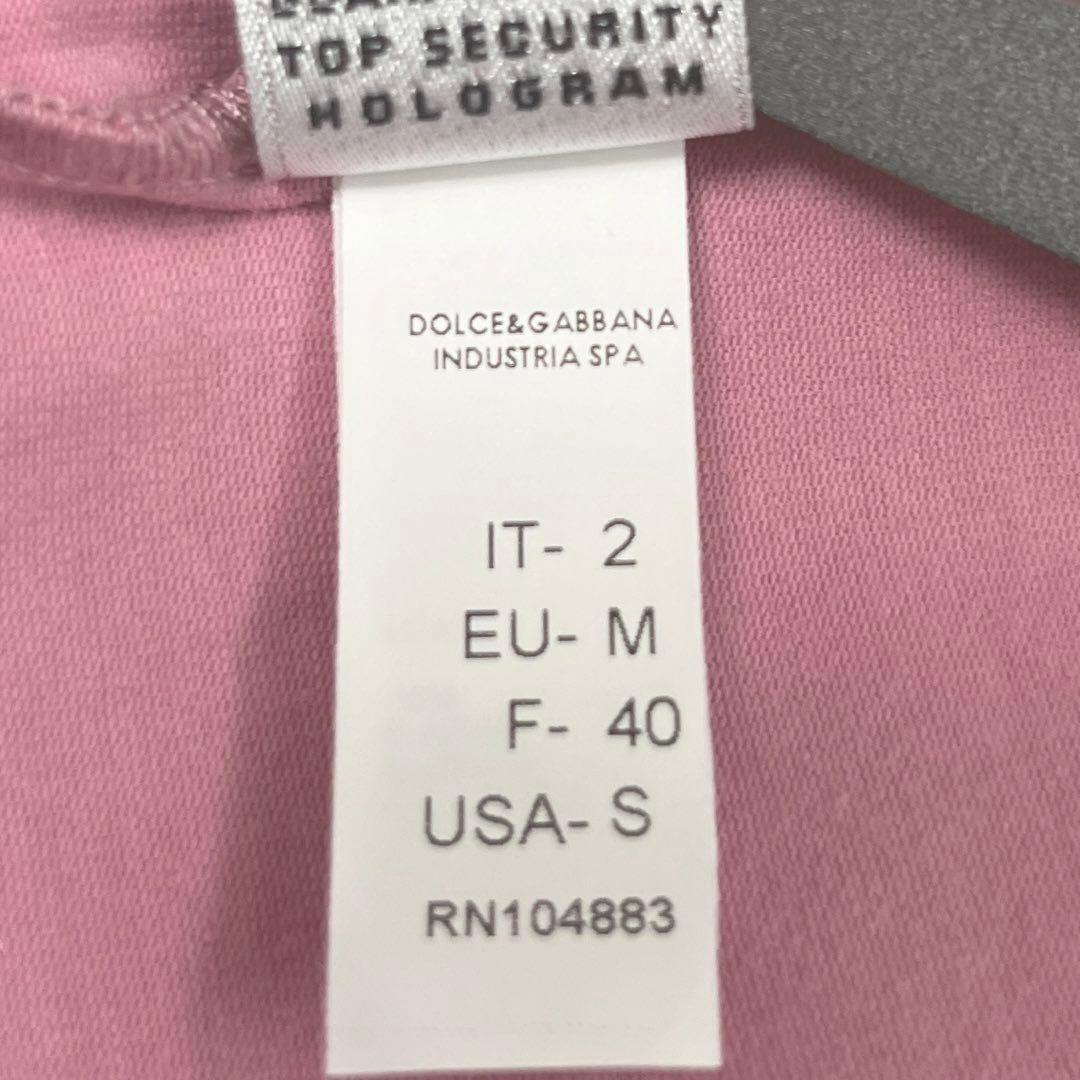 TOP SECURITY
HOLOGRAM
DOLCE&GABBANA
INDUSTRIA SPA
IT- 2
EU- M
F- 40
USA- S
RN104883